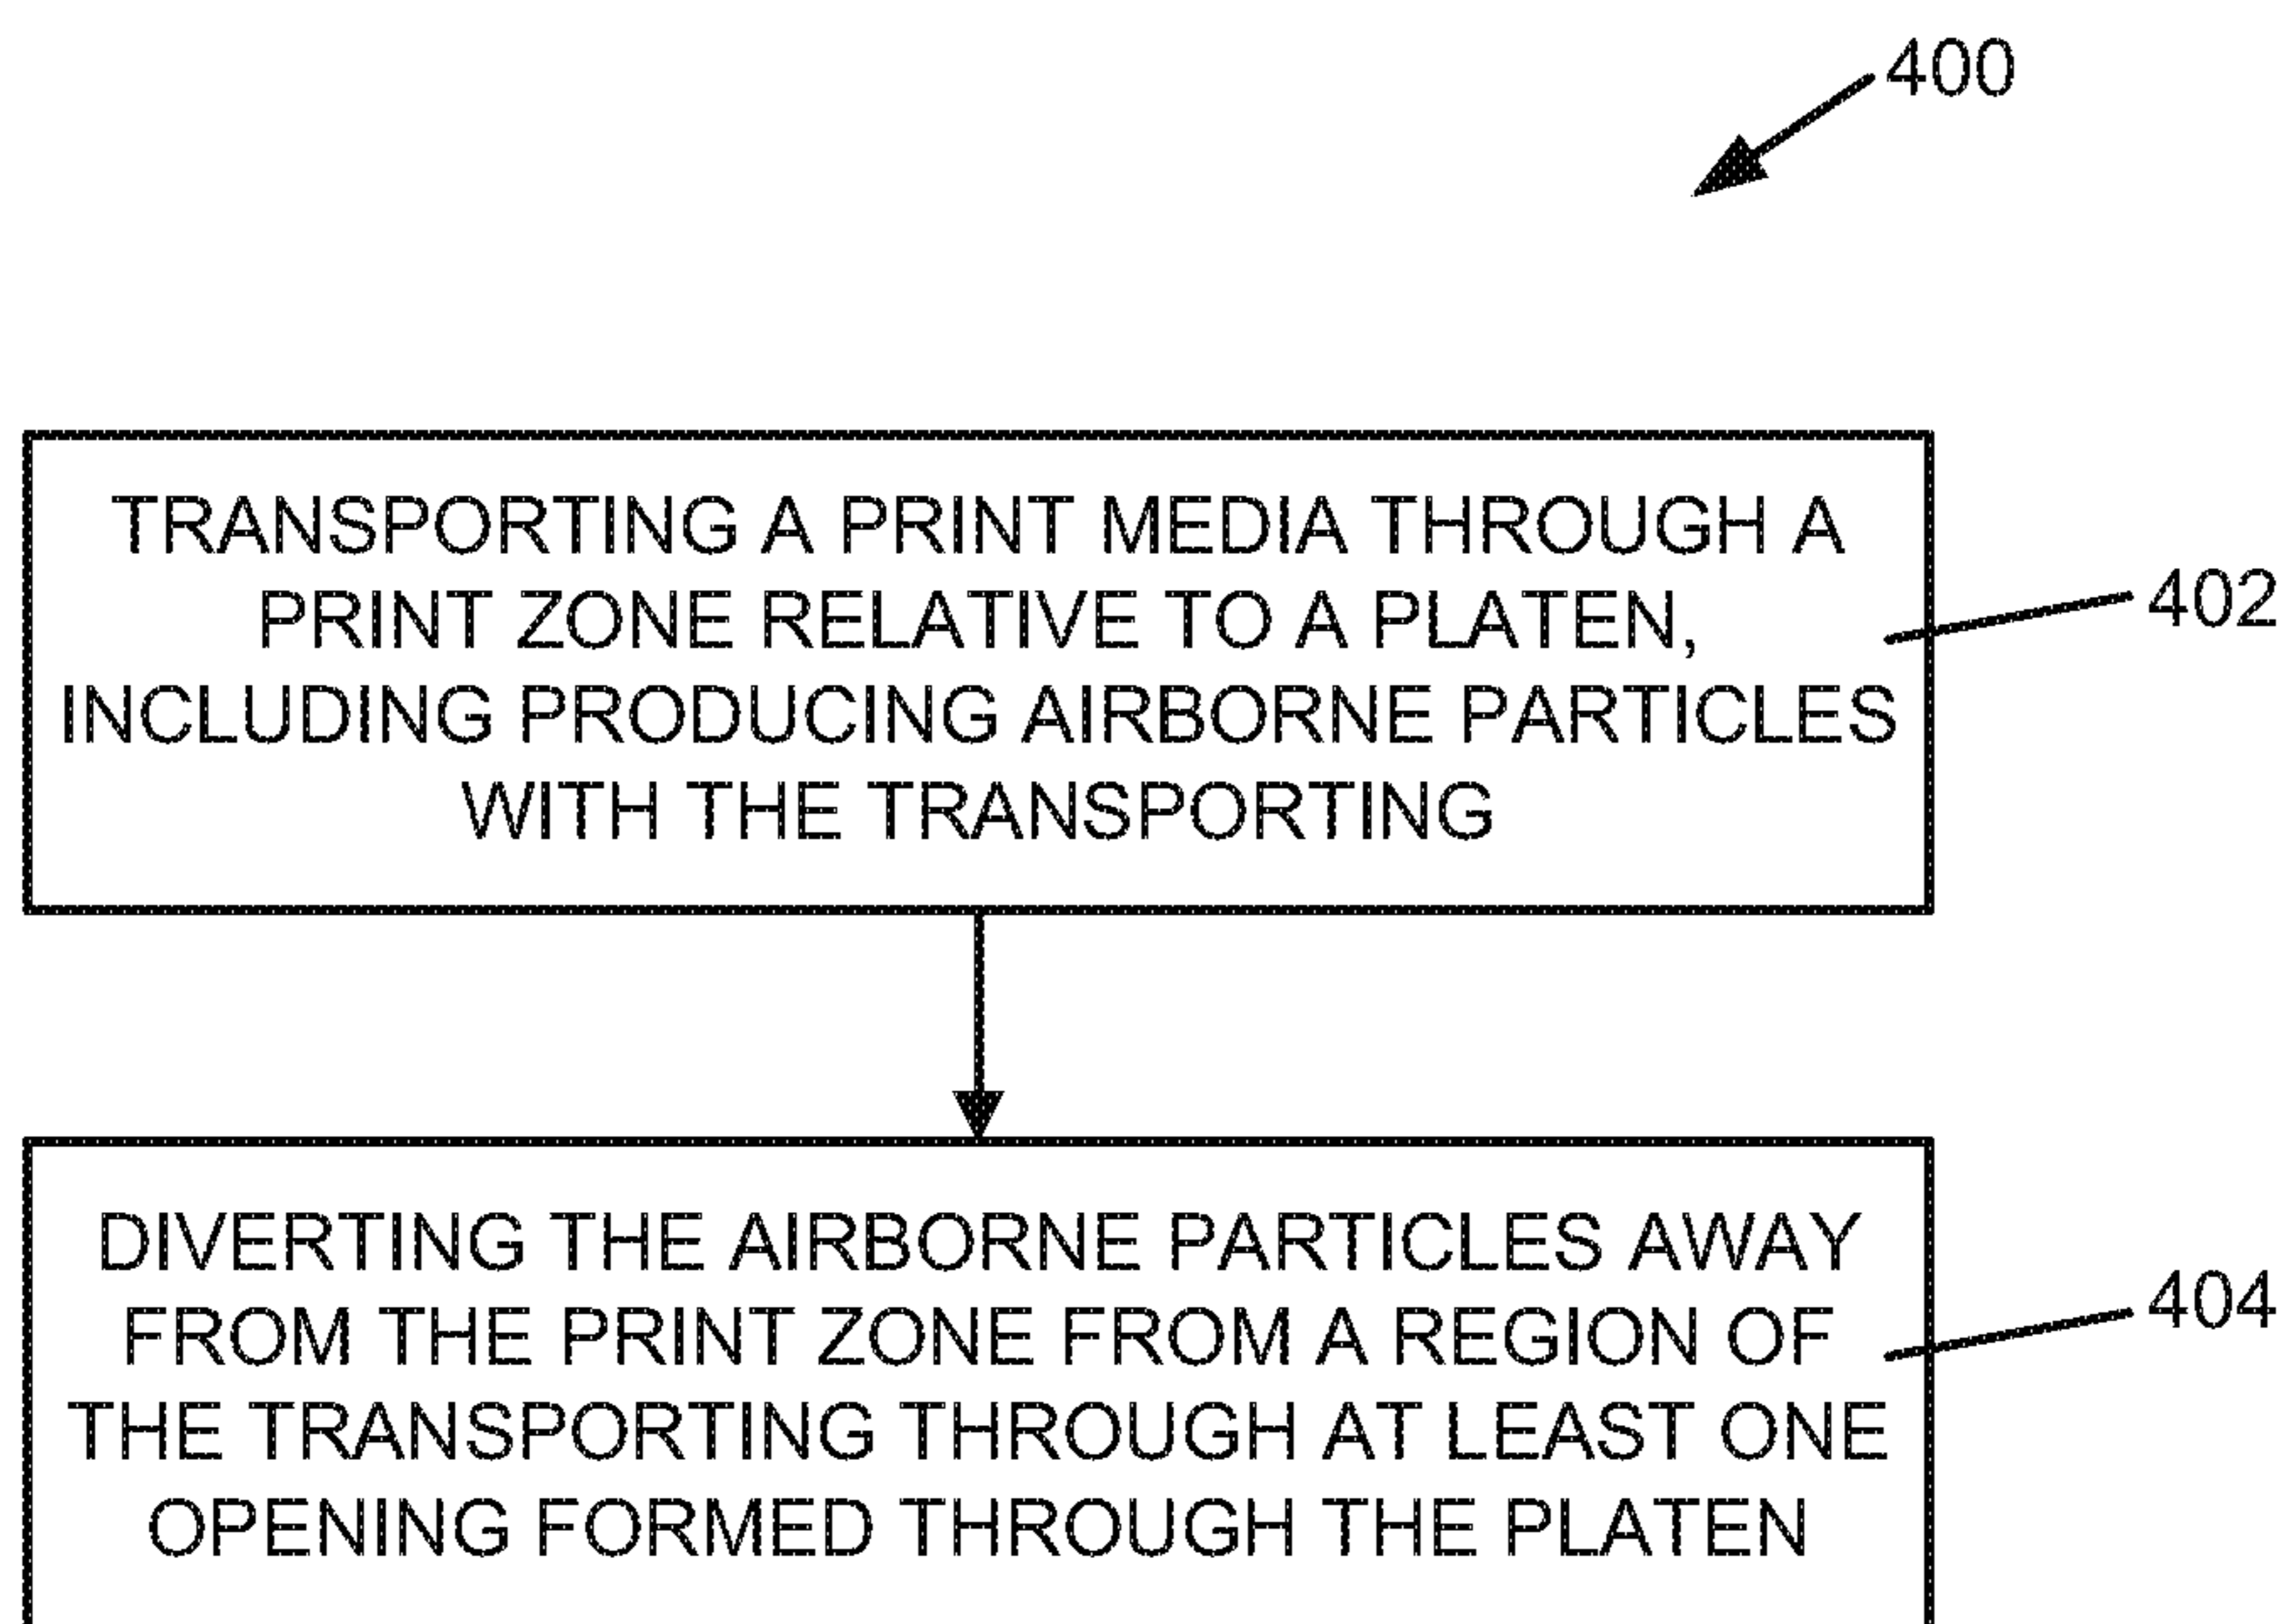 400
TRANSPORTING A PRINT MEDIA THROUGH A
PRINT ZONE RELATIVE TO A PLATEN,
INCLUDING PRODUCING AIRBORNE PARTICLES
WITH THE TRANSPORTING
402
DIVERTING THE AIRBORNE PARTICLES AWAY
FROM THE PRINT ZONE FROM A REGION OF
THE TRANSPORTING THROUGH AT LEAST ONE
OPENING FORMED THROUGH THE PLATEN
404